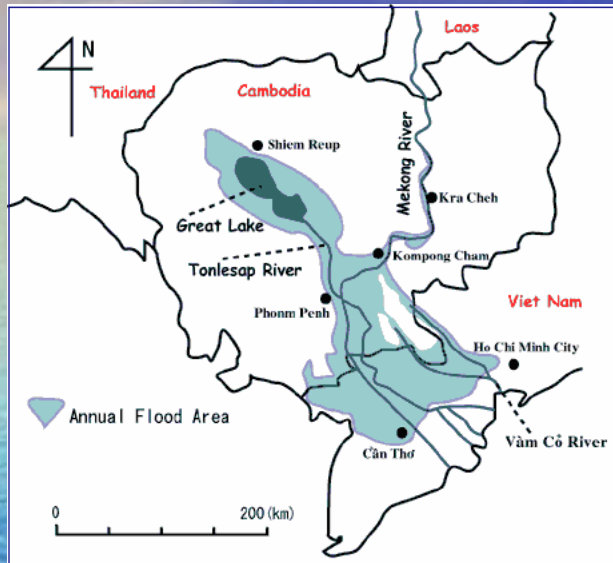 Laos
N
Thailand
Cambodia
Shiem Reup
Mekong River
Kra Cheh
Great Lake
Kompong Cham
Tonlesap River
Phonm Penh
Viet Nam
Ho Chi Minh City
Annual Flood Area
Vàm Cỏ River
Cần Thơ
0
200 (km)